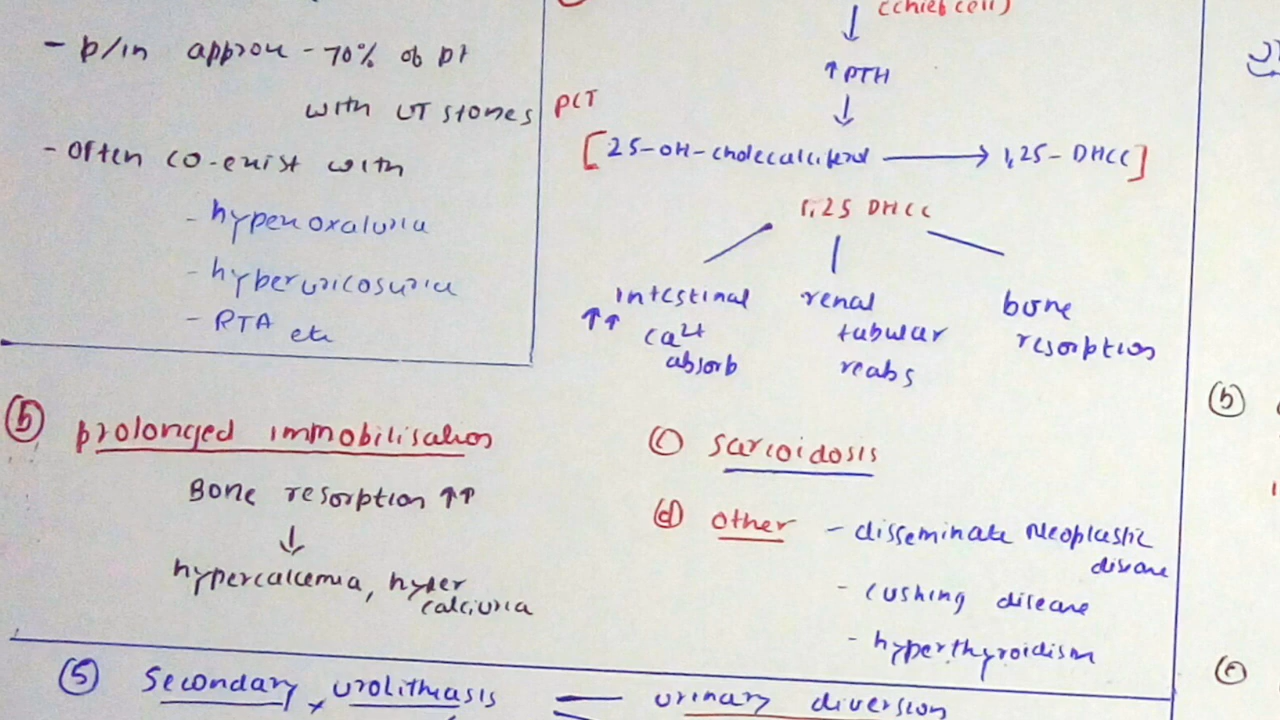 - p/in approx - 70% of pt
with UT stones
- often co-exist with
- hyperoxaluria
- hyperuricosuria
- RTA etc
(chief cell)
↓
↑ PTH
↓
PCT
[25-OH-cholecalciferol → 1,25-DHCC]
1,25 DHCC
intestinal
↑↑ Ca2+
absorb
renal
tubular
reabs
bone
resorption
(b) prolonged immobilisation
Bone resorption ↑↑
↓
hypercalcemia, hyper
calciuria
(c) Sarcoidosis
(d) other - disseminate Neoplastic
disease
- cushing disease
- hyperthyroidism
(5) Secondary urolithiasis = urinary diversion
(b)